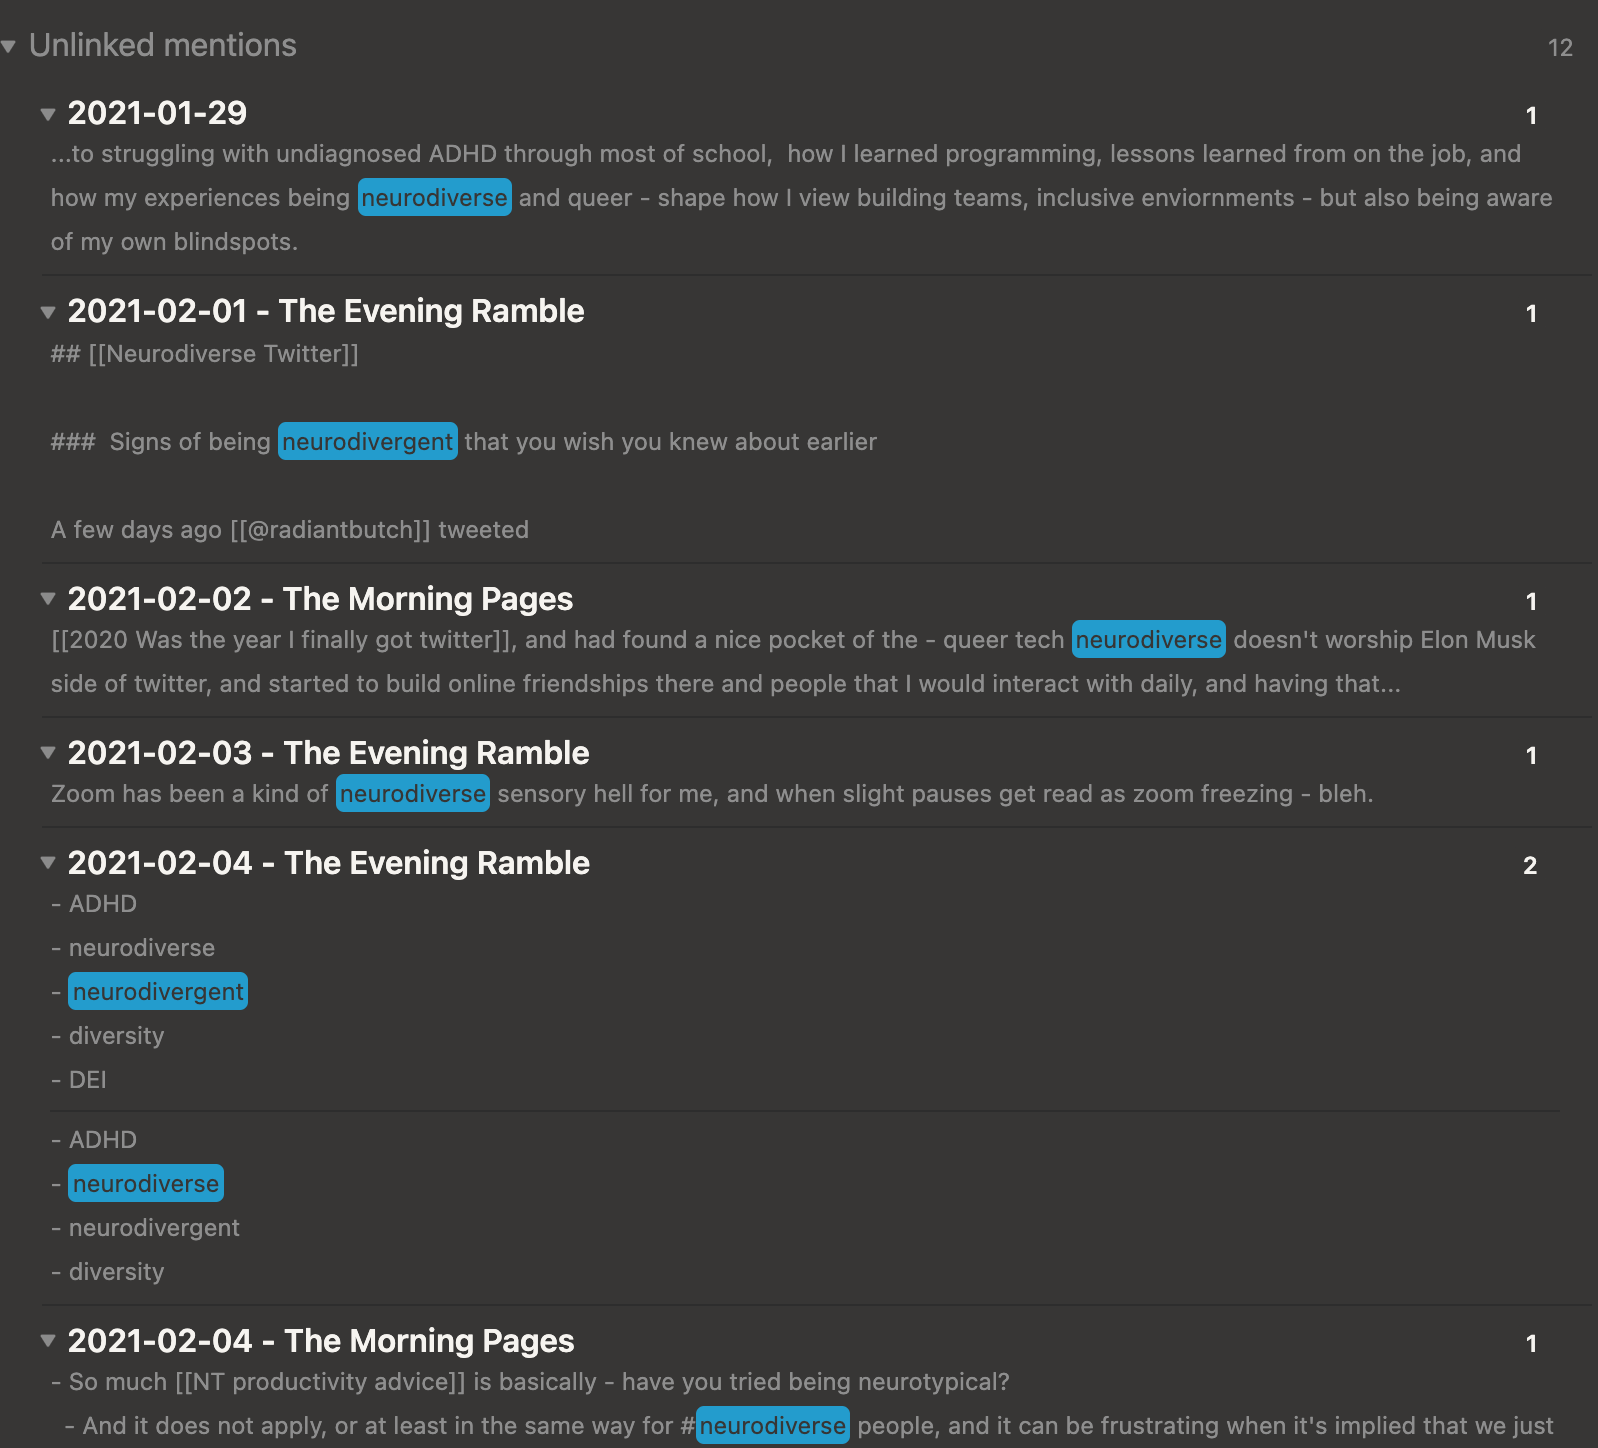 Unlinked mentions 12
2021-01-29 1
...to struggling with undiagnosed ADHD through most of school,  how I learned programming, lessons learned from on the job, and
how my experiences being neurodiverse and queer - shape how I view building teams, inclusive enviornments - but also being aware
of my own blindspots.
2021-02-01 - The Evening Ramble 1
## [[Neurodiverse Twitter]]
###  Signs of being neurodivergent that you wish you knew about earlier
A few days ago [[@radiantbutch]] tweeted
2021-02-02 - The Morning Pages 1
[[2020 Was the year I finally got twitter]], and had found a nice pocket of the - queer tech neurodiverse doesn't worship Elon Musk
side of twitter, and started to build online friendships there and people that I would interact with daily, and having that...
2021-02-03 - The Evening Ramble 1
Zoom has been a kind of neurodiverse sensory hell for me, and when slight pauses get read as zoom freezing - bleh.
2021-02-04 - The Evening Ramble 2
- ADHD
- neurodiverse
- neurodivergent
- diversity
- DEI
- ADHD
- neurodiverse
- neurodivergent
- diversity
2021-02-04 - The Morning Pages 1
- So much [[NT productivity advice]] is basically - have you tried being neurotypical?
- And it does not apply, or at least in the same way for #neurodiverse people, and it can be frustrating when it's implied that we just